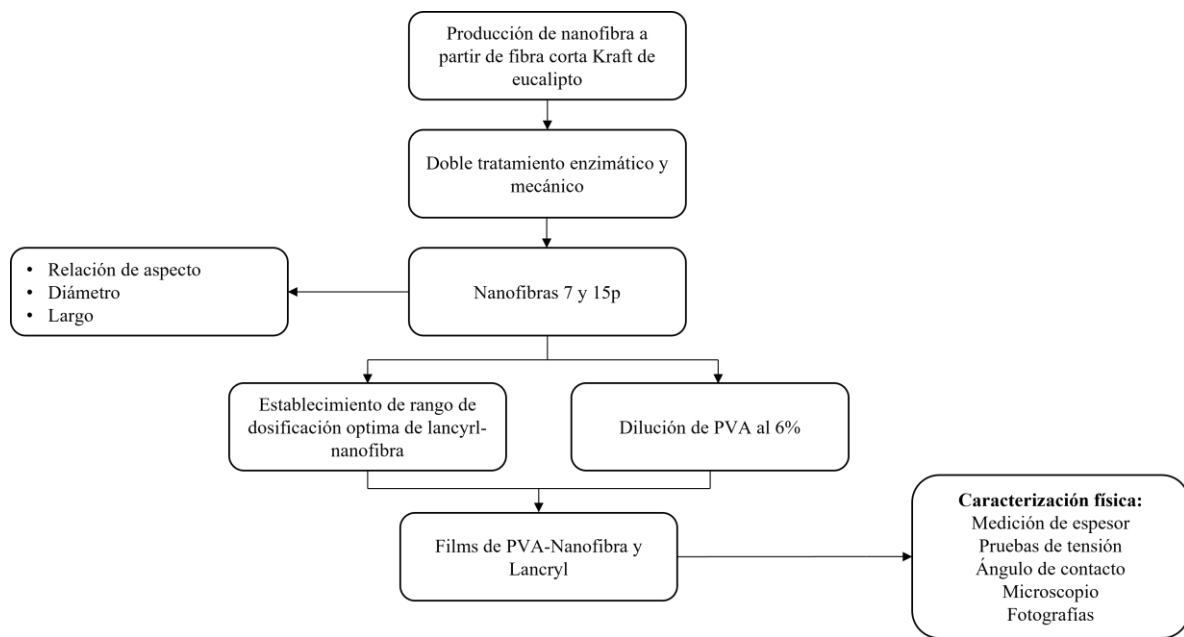 Producción de nanofibra a
partir de fibra corta Kraft de
eucalipto
Doble tratamiento enzimático y
mecánico
• Relación de aspecto
• Diámetro
• Largo
Nanofibras 7 y 15p
Establecimiento de rango de
dosificación optima de lancyrl-
nanofibra
Dilución de PVA al 6%
Films de PVA-Nanofibra y
Lancryl
Caracterización física:
Medición de espesor
Pruebas de tensión
Ángulo de contacto
Microscopio
Fotografías